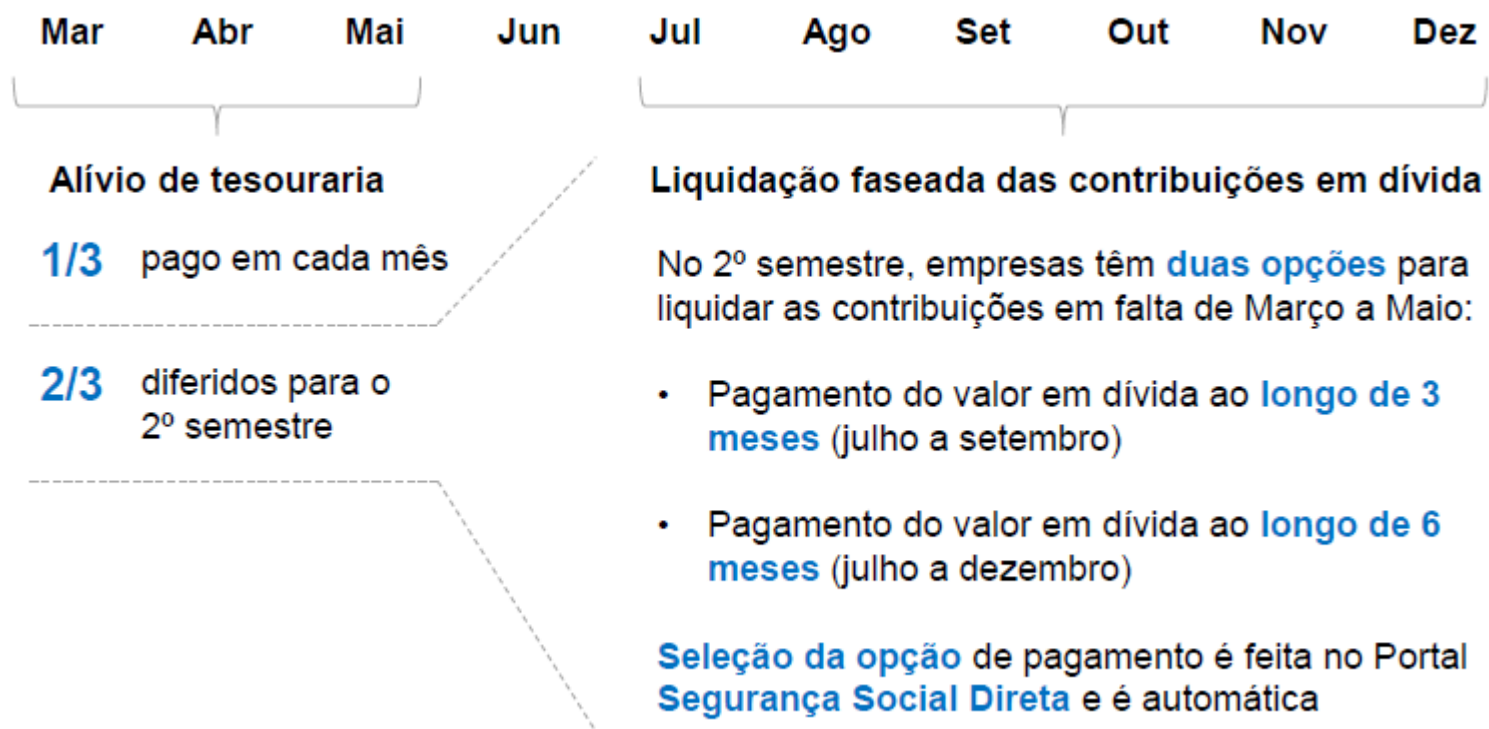 Mar Abr Mai Jun Jul Ago Set Out Nov Dez
Alívio de tesouraria
1/3 pago em cada mês
2/3 diferidos para o
2º semestre
Liquidação faseada das contribuições em dívida
No 2º semestre, empresas têm duas opções para
liquidar as contribuições em falta de Março a Maio:
• Pagamento do valor em dívida ao longo de 3
meses (julho a setembro)
• Pagamento do valor em dívida ao longo de 6
meses (julho a dezembro)
Seleção da opção de pagamento é feita no Portal
Segurança Social Direta e é automática